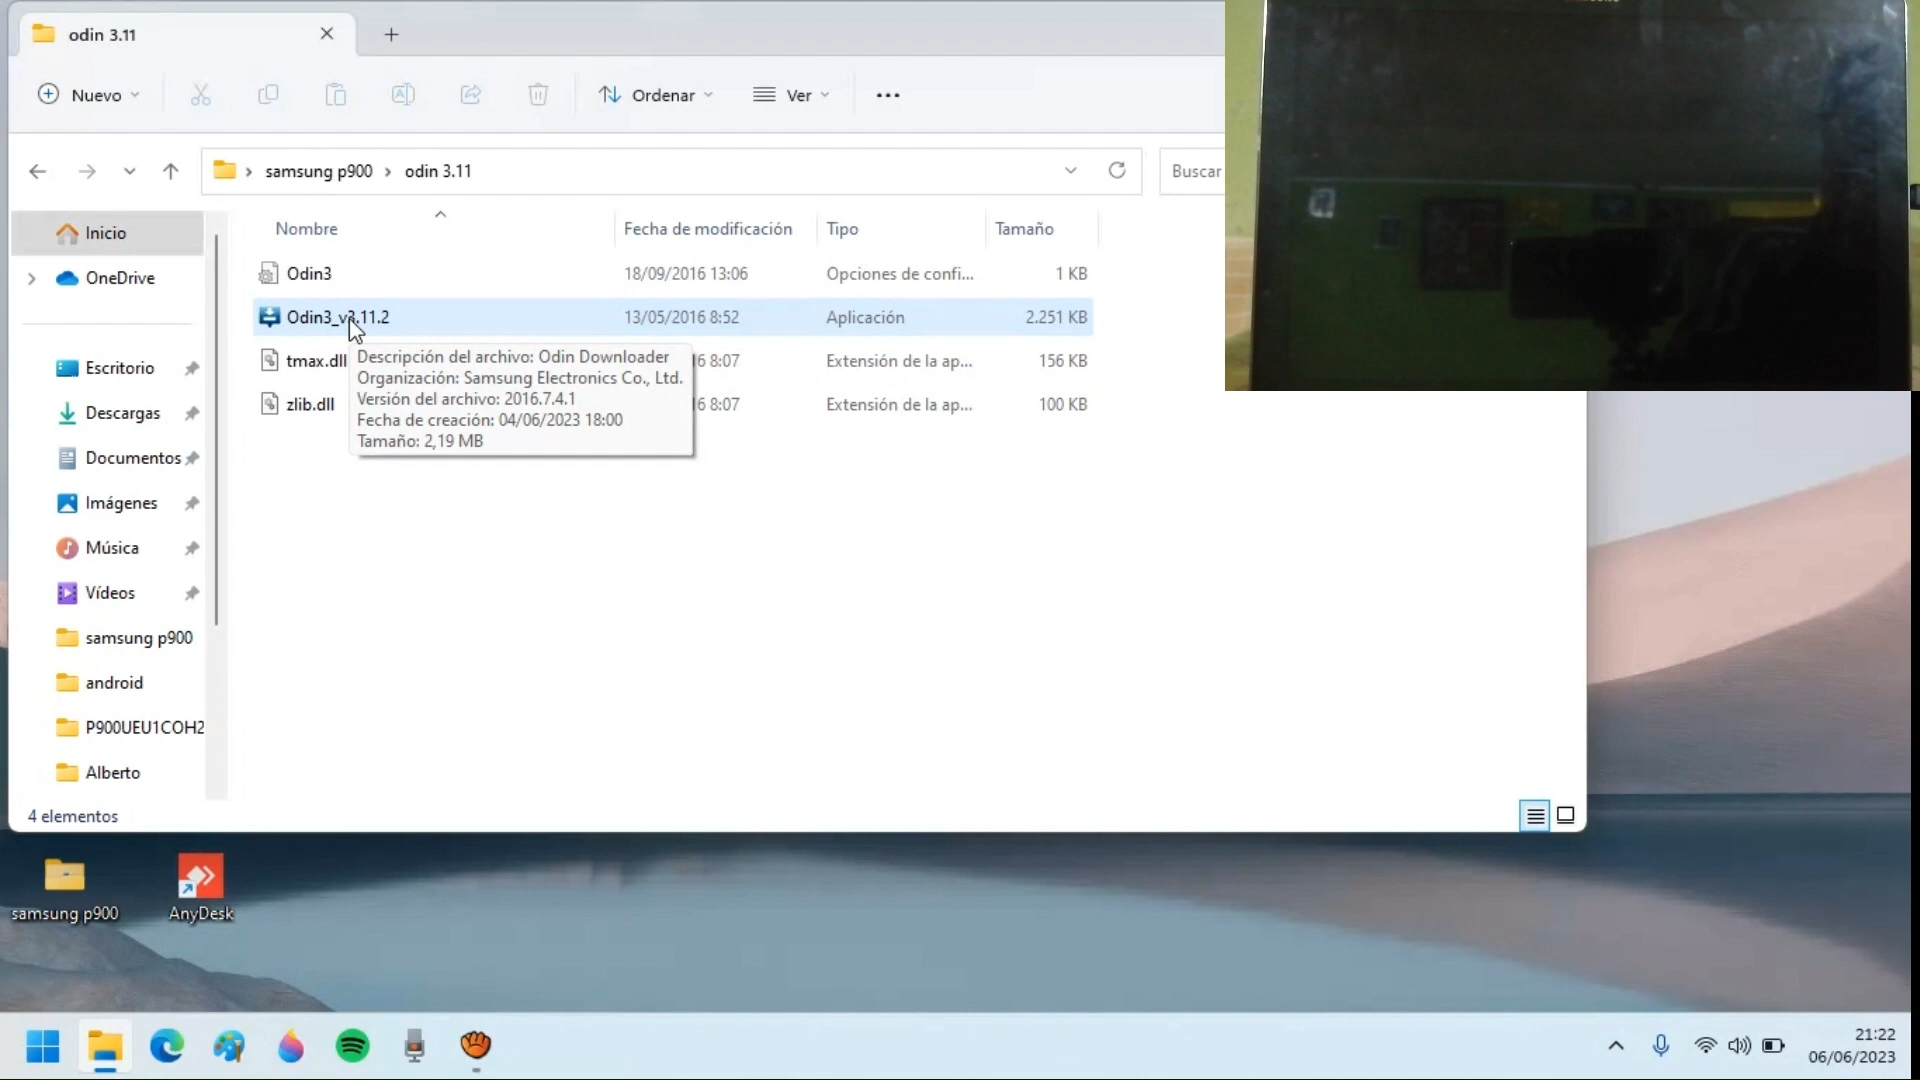 odin 3.11
Nuevo
Ordenar
Ver
samsung p900 odin 3.11
Buscar
Inicio
OneDrive
Escritorio
Descargas
Documentos
Imágenes
Música
Vídeos
samsung p900
android
P900UEU1COH2
Alberto
Nombre Fecha de modificación Tipo Tamaño
Odin3 18/09/2016 13:06 Opciones de confi... 1 KB
Odin3_v3.11.2 13/05/2016 8:52 Aplicación 2.251 KB
tmax.dll 16 8:07 Extensión de la ap... 156 KB
zlib.dll 16 8:07 Extensión de la ap... 100 KB
Descripción del archivo: Odin Downloader
Organización: Samsung Electronics Co., Ltd.
Versión del archivo: 2016.7.4.1
Fecha de creación: 04/06/2023 18:00
Tamaño: 2,19 MB
4 elementos
samsung p900
AnyDesk
21:22
06/06/2023